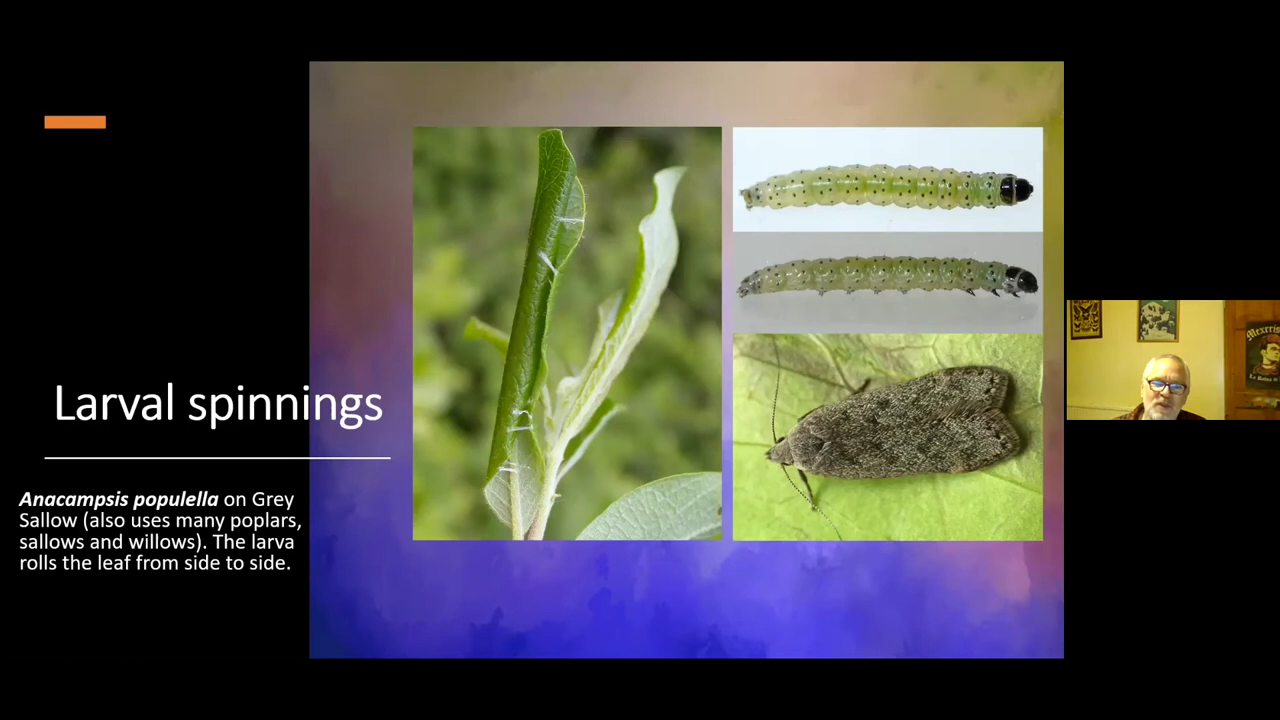 Larval spinnings
Anacampsis populella on Grey
Sallow (also uses many poplars,
sallows and willows). The larva
rolls the leaf from side to side.